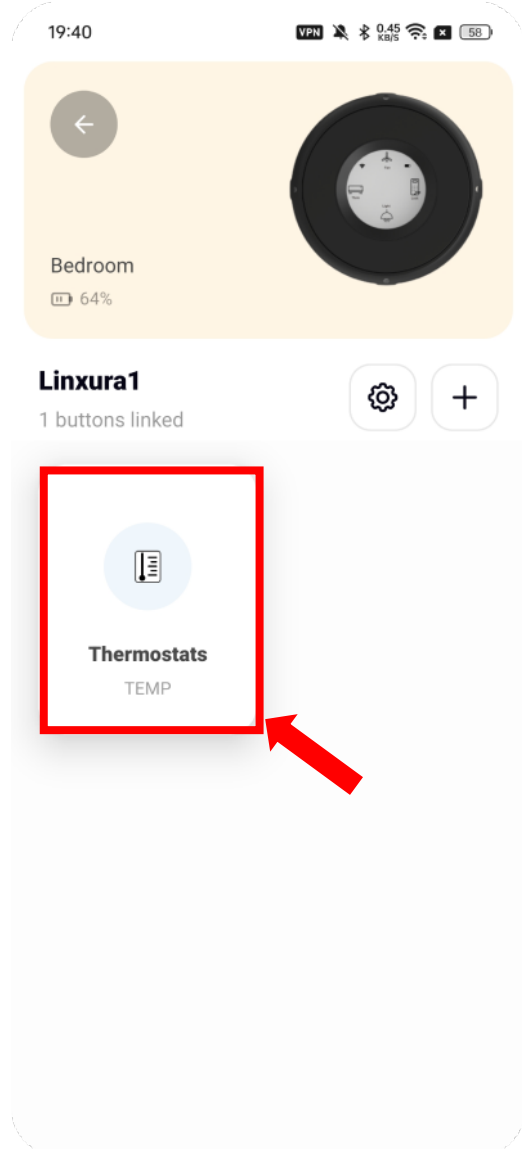 19:40
VPN 0.45 KB/S 58
Bedroom
64%
Linxura1
1 buttons linked
Thermostats
TEMP